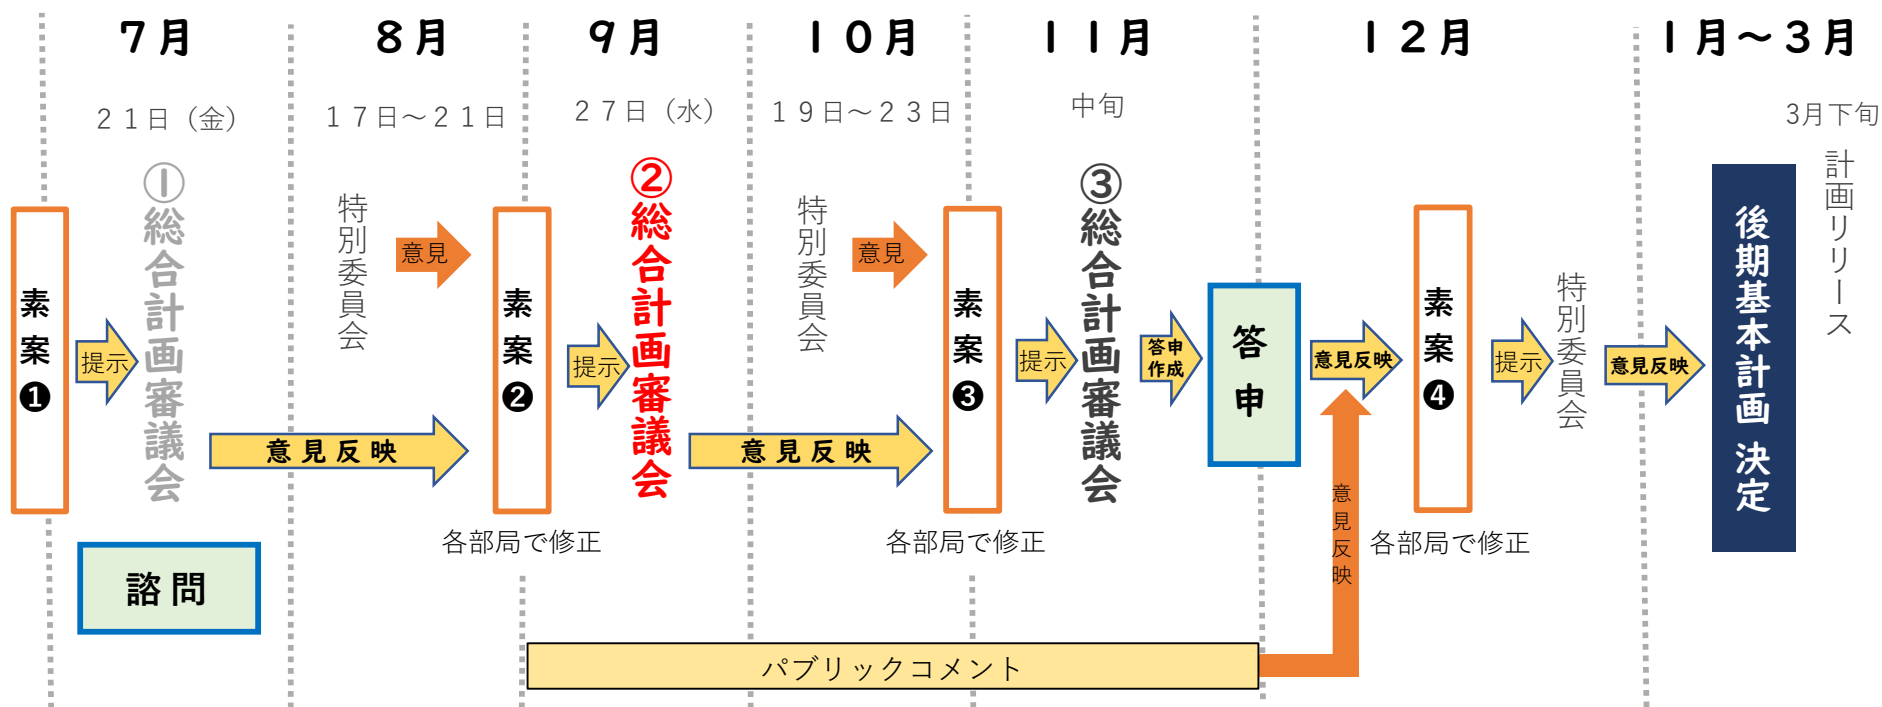 7月
8月
9月
10月
11月
12月
1月～3月
21日（金）
17日～21日
27日（水）
19日～23日
中旬
3月下旬
素案❶
提示
①総合計画審議会
諮問
意見反映
特別委員会
意見
素案❷
各部局で修正
提示
②総合計画審議会
意見反映
特別委員会
意見
素案❸
各部局で修正
提示
③総合計画審議会
答申
作成
答申
意見反映
意見反映
パブリックコメント
素案❹
各部局で修正
提示
特別委員会
意見反映
後期基本計画 決定
計画リリース